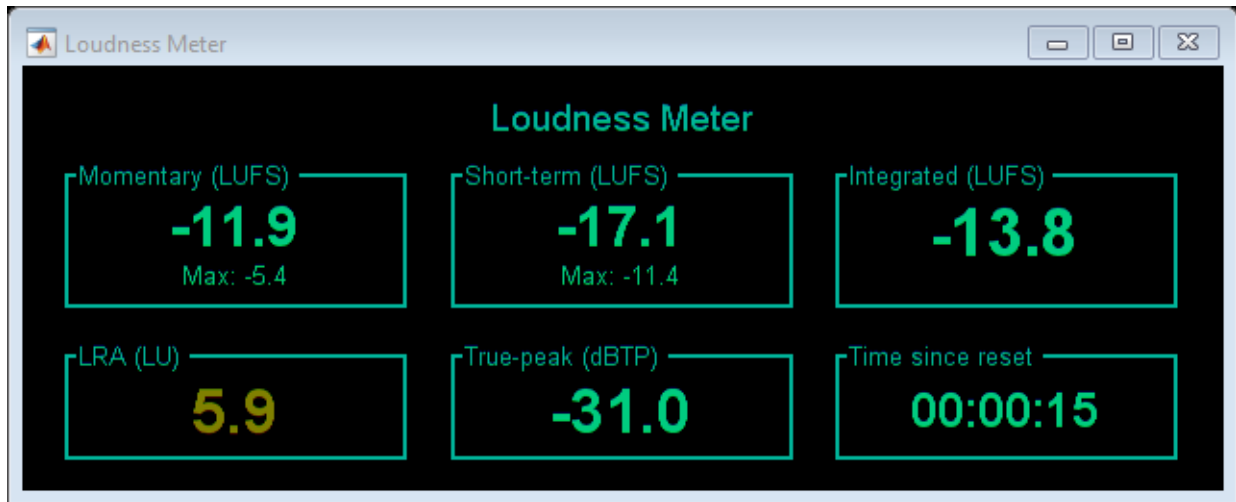 Loudness Meter
Loudness Meter
Momentary (LUFS)
-11.9
Max: -5.4
Short-term (LUFS)
-17.1
Max: -11.4
Integrated (LUFS)
-13.8
LRA (LU)
5.9
True-peak (dBTP)
-31.0
Time since reset
00:00:15